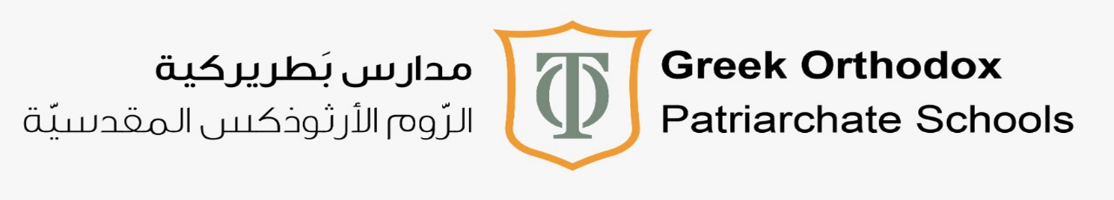 مدارس بَطريركية
الرّوم الأرثوذكس المقدسيّة
Greek Orthodox
Patriarchate Schools